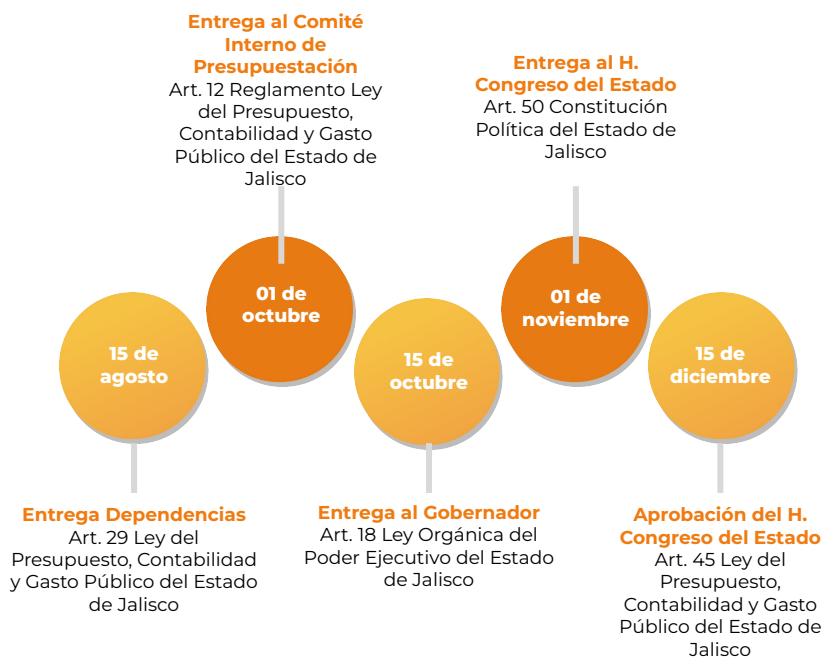 Entrega al Comité
Interno de
Presupuestación
Art. 12 Reglamento Ley
del Presupuesto,
Contabilidad y Gasto
Público del Estado de
Jalisco
Entrega al H.
Congreso del Estado
Art. 50 Constitución
Política del Estado de
Jalisco
01 de
octubre
01 de
noviembre
15 de
agosto
15 de
octubre
15 de
diciembre
Entrega Dependencias
Art. 29 Ley del
Presupuesto, Contabilidad
y Gasto Público del Estado
de Jalisco
Entrega al Gobernador
Art. 18 Ley Orgánica del
Poder Ejecutivo del Estado
de Jalisco
Aprobación del H.
Congreso del Estado
Art. 45 Ley del
Presupuesto,
Contabilidad y Gasto
Público del Estado de
Jalisco